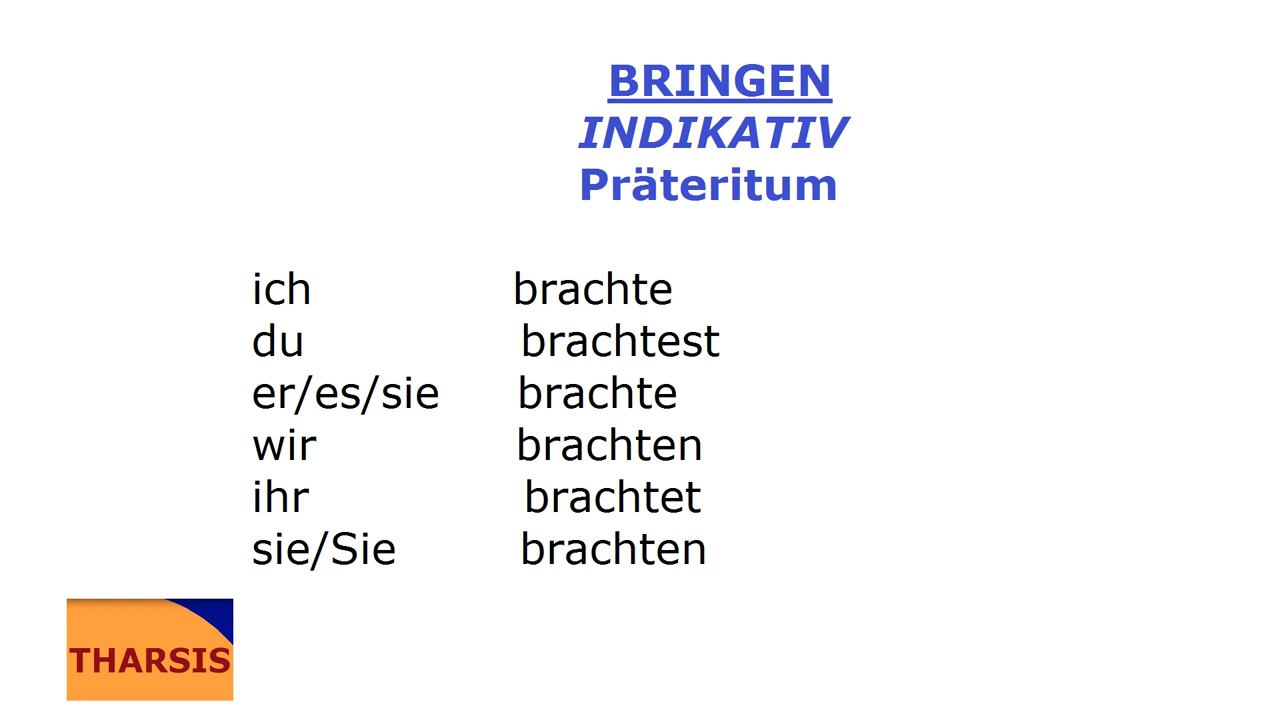 BRINGEN
INDIKATIV
Präteritum
ich brachte
du brachtest
er/es/sie brachte
wir brachten
ihr brachtet
sie/Sie brachten
THARSIS